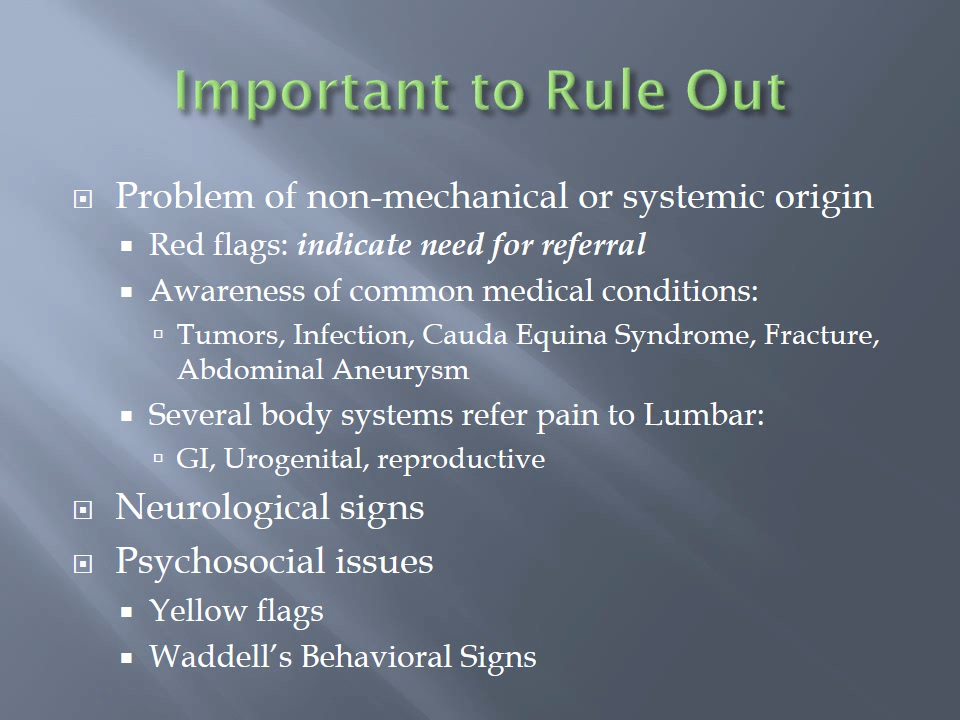 Important to Rule Out
Problem of non-mechanical or systemic origin
Red flags: indicate need for referral
Awareness of common medical conditions:
Tumors, Infection, Cauda Equina Syndrome, Fracture,
Abdominal Aneurysm
Several body systems refer pain to Lumbar:
GI, Urogenital, reproductive
Neurological signs
Psychosocial issues
Yellow flags
Waddell’s Behavioral Signs